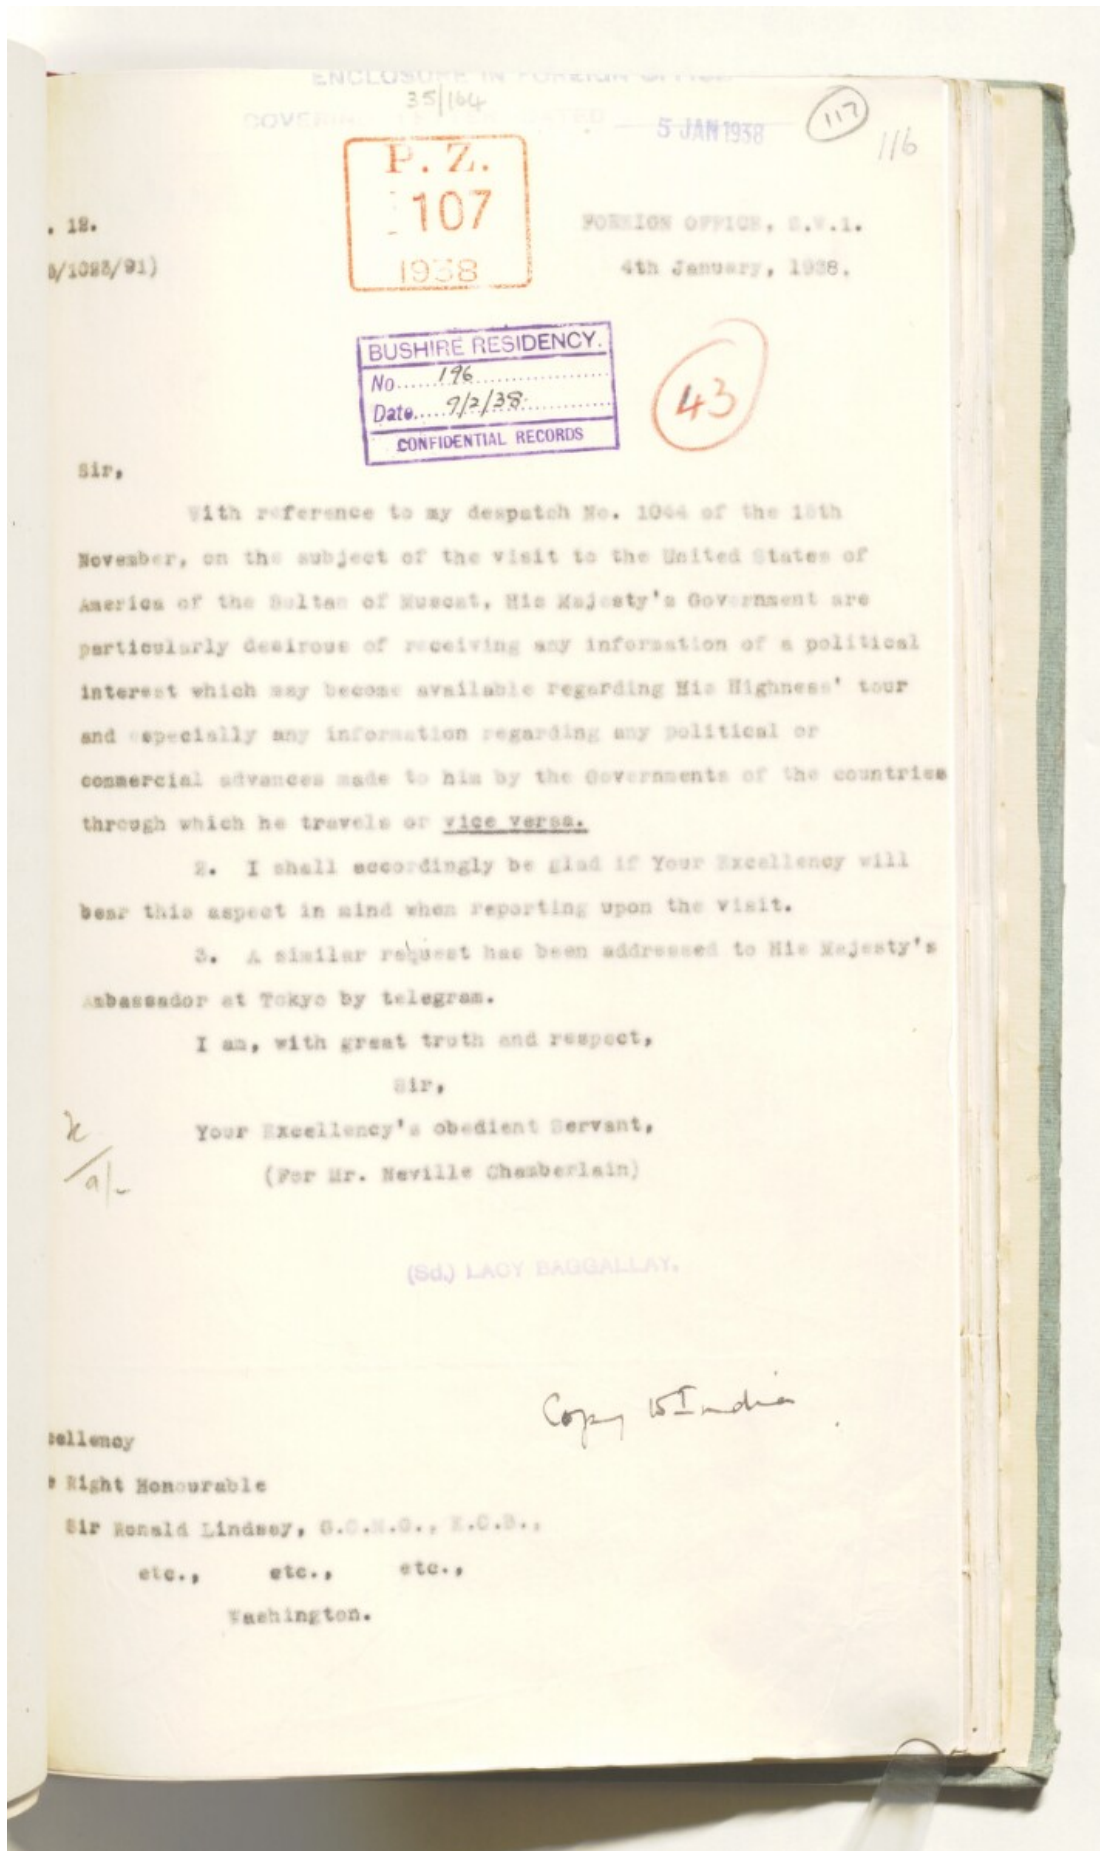 ENCLOSURE IN FOREIGN OFFICE
35/164
COVERING LETTER DATED 5 JAN 1938
117
116
P. Z.
107
1938
. 12.
/1023/91)
FOREIGN OFFICE, S.W.1.
4th January, 1938.
BUSHIRE RESIDENCY.
No......196
Date.....9/2/38
CONFIDENTIAL RECORDS
43
Sir,
With reference to my despatch No. 1044 of the 18th
November, on the subject of the visit to the United States of
America of the Sultan of Muscat, His Majesty's Government are
particularly desirous of receiving any information of a political
interest which may become available regarding His Highness' tour
and especially any information regarding any political or
commercial advances made to him by the Governments of the countries
through which he travels or vice versa.
2. I shall accordingly be glad if Your Excellency will
bear this aspect in mind when reporting upon the visit.
3. A similar request has been addressed to His Majesty's
Ambassador at Tokyo by telegram.
I am, with great truth and respect,
Sir,
Your Excellency's obedient Servant,
(For Mr. Neville Chamberlain)
(Sd.) LACY BAGGALLAY.
Copy to India
cellency
e Right Honourable
Sir Ronald Lindsay, G.C.M.G., K.C.B.,
etc., etc., etc.,
Washington.